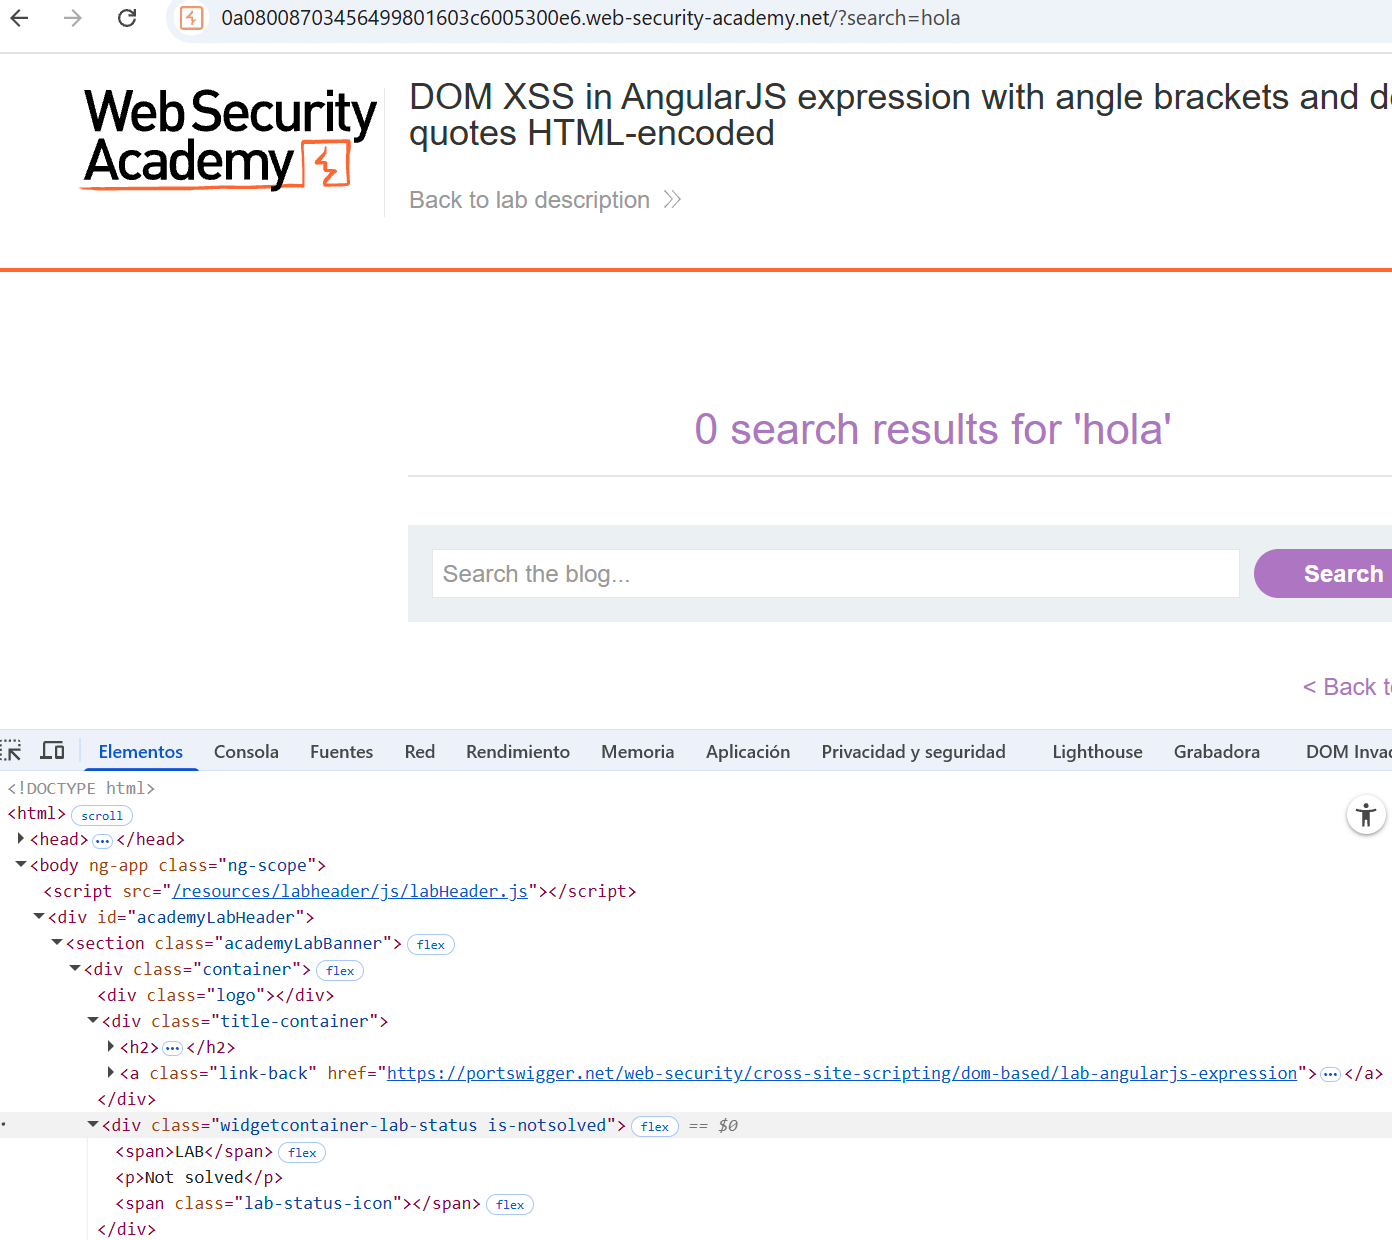 0a08008703456499801603c6005300e6.web-security-academy.net/?search=hola
Web Security
Academy
DOM XSS in AngularJS expression with angle brackets and d
quotes HTML-encoded
Back to lab description
0 search results for 'hola'
Search the blog...
Search
< Back t
Elementos Consola Fuentes Red Rendimiento Memoria Aplicación Privacidad y seguridad Lighthouse Grabadora DOM Inva
<!DOCTYPE html>
<html> scroll
<head> ··· </head>
<body ng-app class="ng-scope">
<script src="/resources/labheader/js/labHeader.js"></script>
<div id="academyLabHeader">
<section class="academyLabBanner"> flex
<div class="container"> flex
<div class="logo"></div>
<div class="title-container">
<h2> ··· </h2>
<a class="link-back" href="https://portswigger.net/web-security/cross-site-scripting/dom-based/lab-angularjs-expression"> ··· </a>
</div>
<div class="widgetcontainer-lab-status is-notsolved"> flex == $0
<span>LAB</span> flex
<p>Not solved</p>
<span class="lab-status-icon"></span> flex
</div>